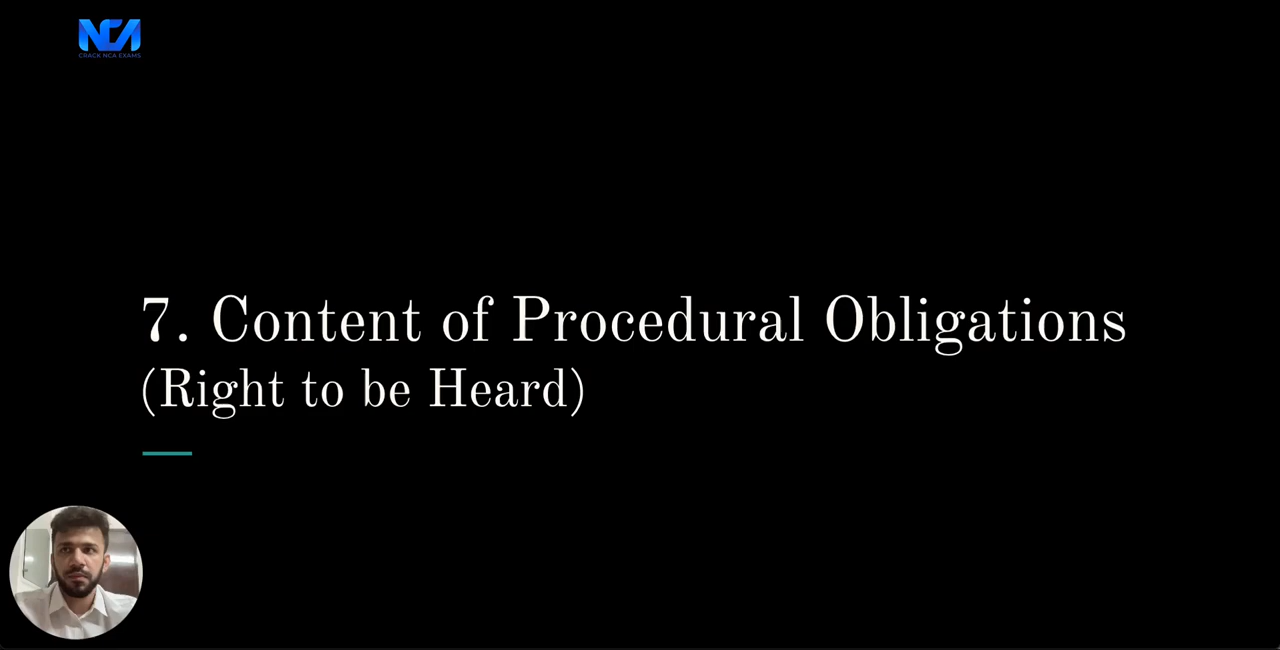 NCA
CRACK NCA EXAMS
7. Content of Procedural Obligations
(Right to be Heard)